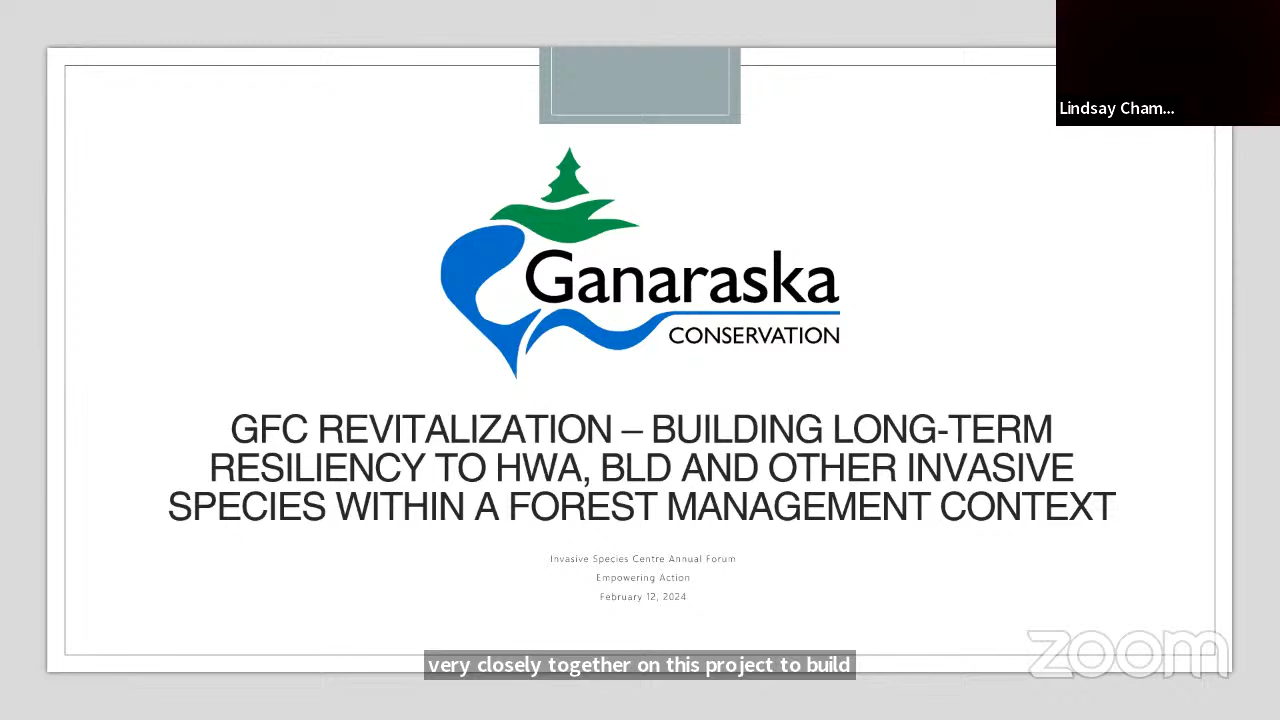 Lindsay Cham...
Ganaraska
CONSERVATION
GFC REVITALIZATION – BUILDING LONG-TERM
RESILIENCY TO HWA, BLD AND OTHER INVASIVE
SPECIES WITHIN A FOREST MANAGEMENT CONTEXT
Invasive Species Centre Annual Forum
Empowering Action
February 12, 2024
very closely together on this project to build
zoom